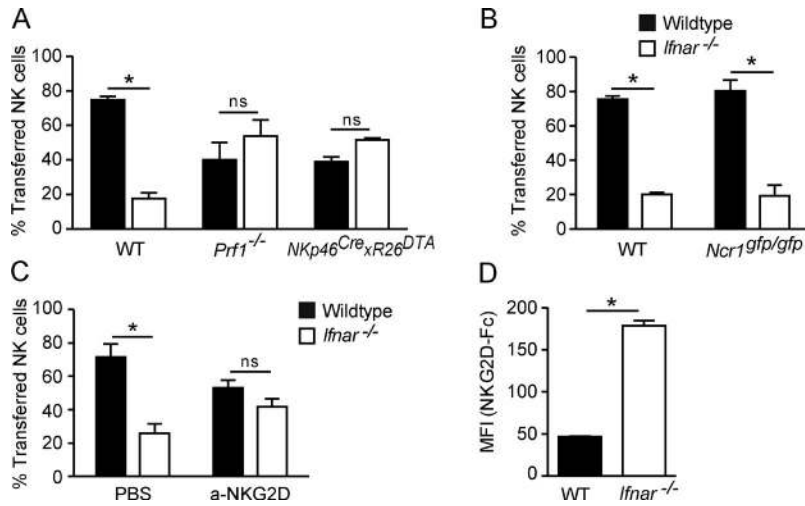 A
% Transferred NK cells
100
80
60
40
20
0
*
ns
ns
WT
Prf1-/-
NKp46CrexR26DTA
B
Wildtype
Ifnar-/-
% Transferred NK cells
100
80
60
40
20
0
*
*
WT
Ncr1gfp/gfp
C
Wildtype
Ifnar-/-
% Transferred NK cells
100
80
60
40
20
0
*
ns
PBS
a-NKG2D
D
MFI (NKG2D-Fc)
200
150
100
50
0
*
WT
Ifnar-/-